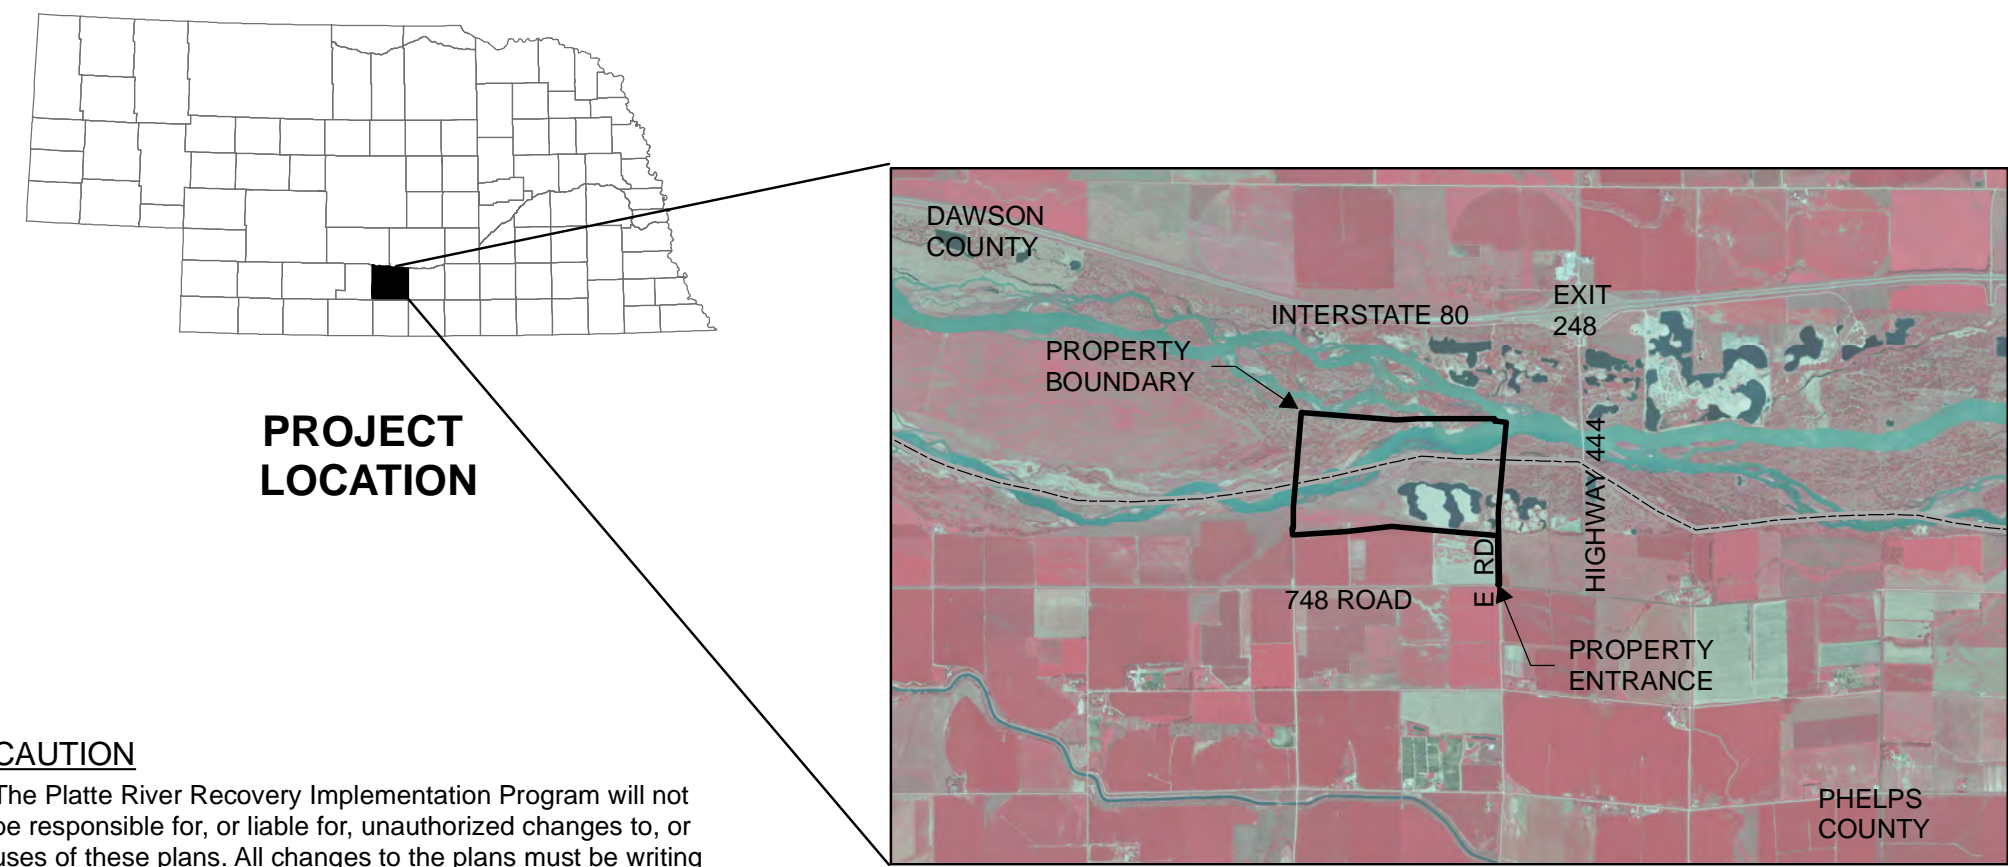 PROJECT
LOCATION
CAUTION
The Platte River Recovery Implementation Program will not
be responsible for, or liable for, unauthorized changes to, or
uses of these plans. All changes to the plans must be writing
DAWSON
COUNTY
INTERSTATE 80
EXIT
248
PROPERTY
BOUNDARY
HIGHWAY 444
E RD
748 ROAD
PROPERTY
ENTRANCE
PHELPS
COUNTY